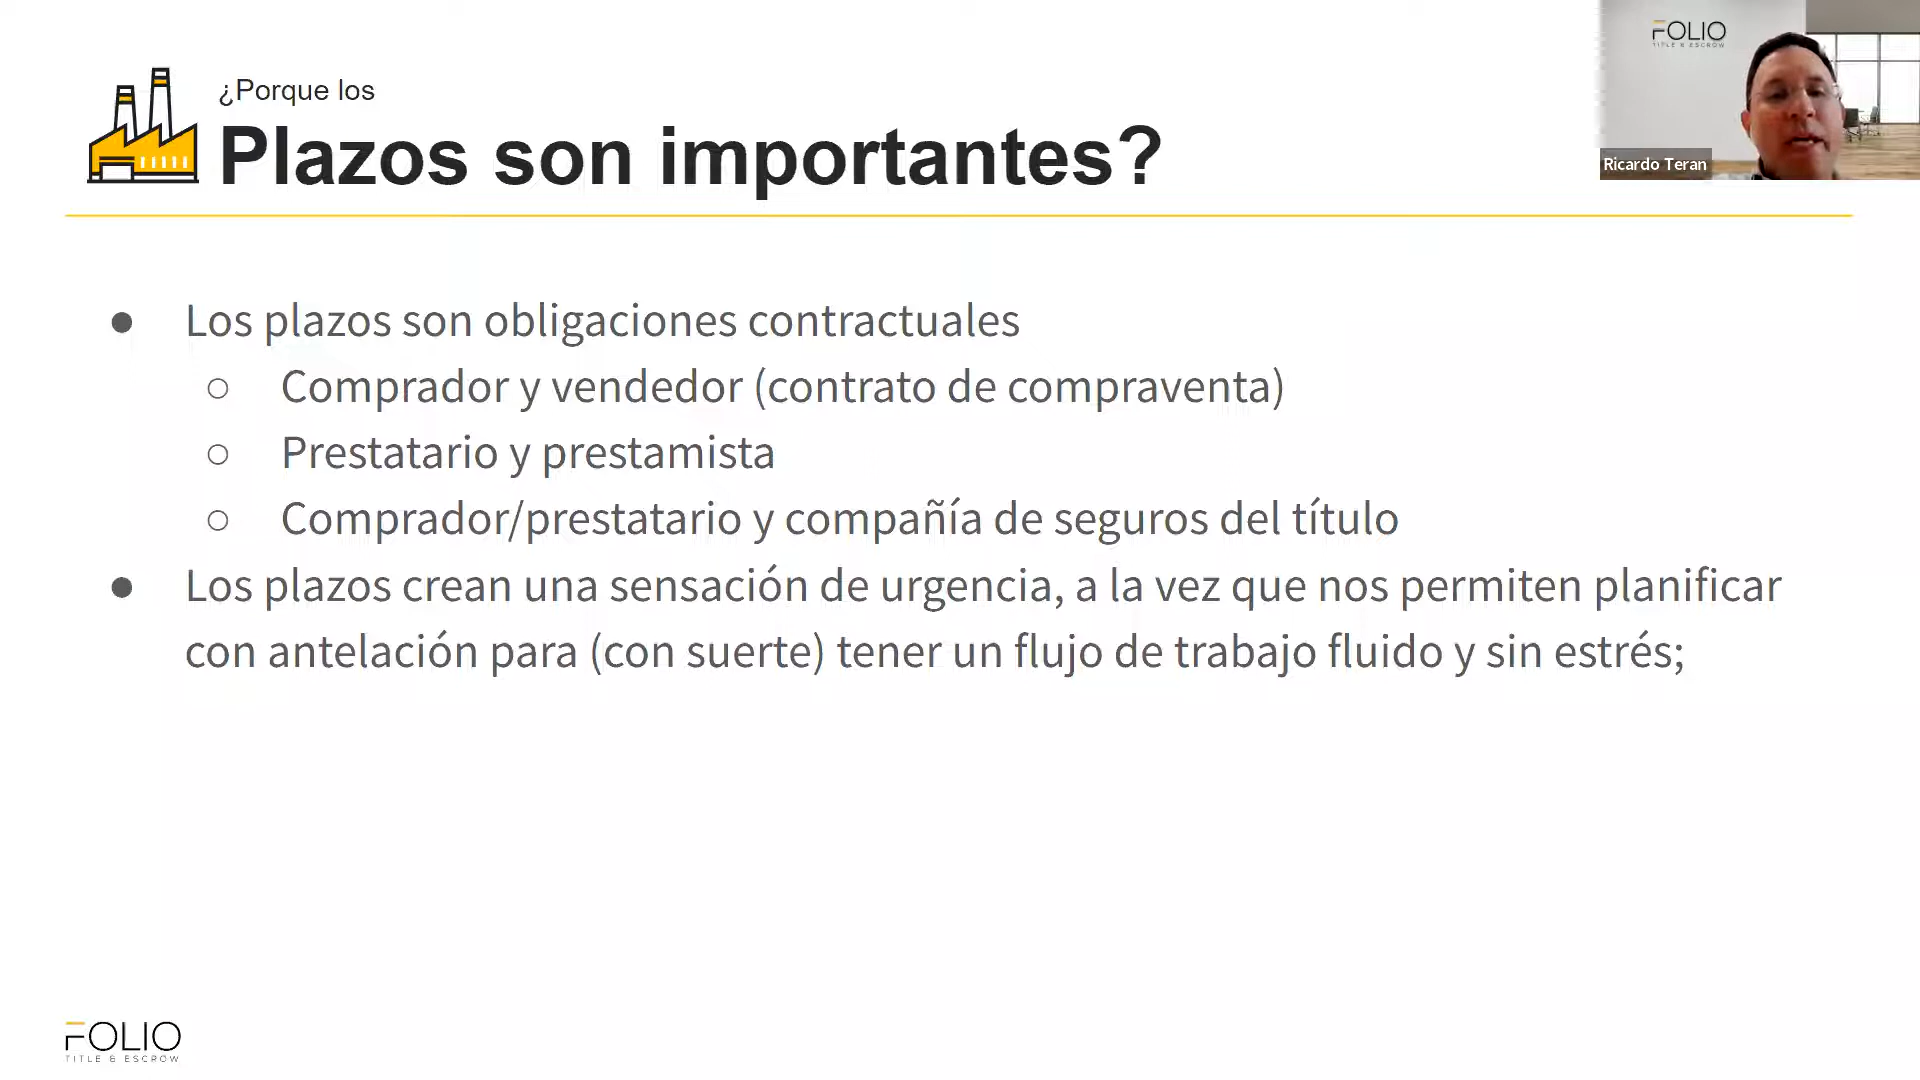 FOLIO
TITLE & ESCROW
Ricardo Teran
¿Porque los
Plazos son importantes?
● Los plazos son obligaciones contractuales
○ Comprador y vendedor (contrato de compraventa)
○ Prestatario y prestamista
○ Comprador/prestatario y compañía de seguros del título
● Los plazos crean una sensación de urgencia, a la vez que nos permiten planificar
con antelación para (con suerte) tener un flujo de trabajo fluido y sin estrés;
FOLIO
TITLE & ESCROW